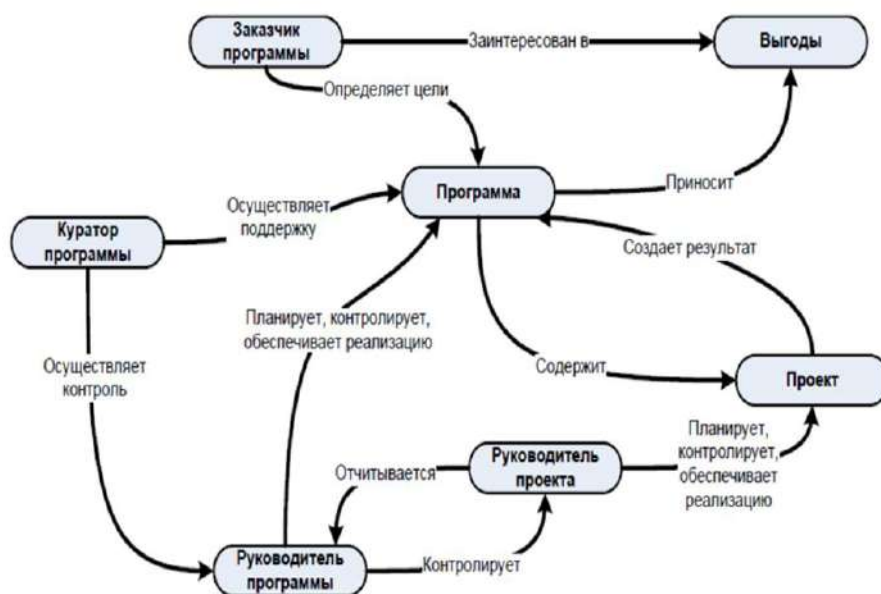 Заказчик
программы
Заинтересован в
Выгоды
Определяет цели
Программа
Приносит
Осуществляет
поддержку
Куратор
программы
Создает результат
Планирует, контролирует,
обеспечивает реализацию
Осуществляет
контроль
Содержит
Проект
Планирует,
контролирует,
обеспечивает
реализацию
Руководитель
проекта
Отчитывается
Руководитель
программы
Контролирует